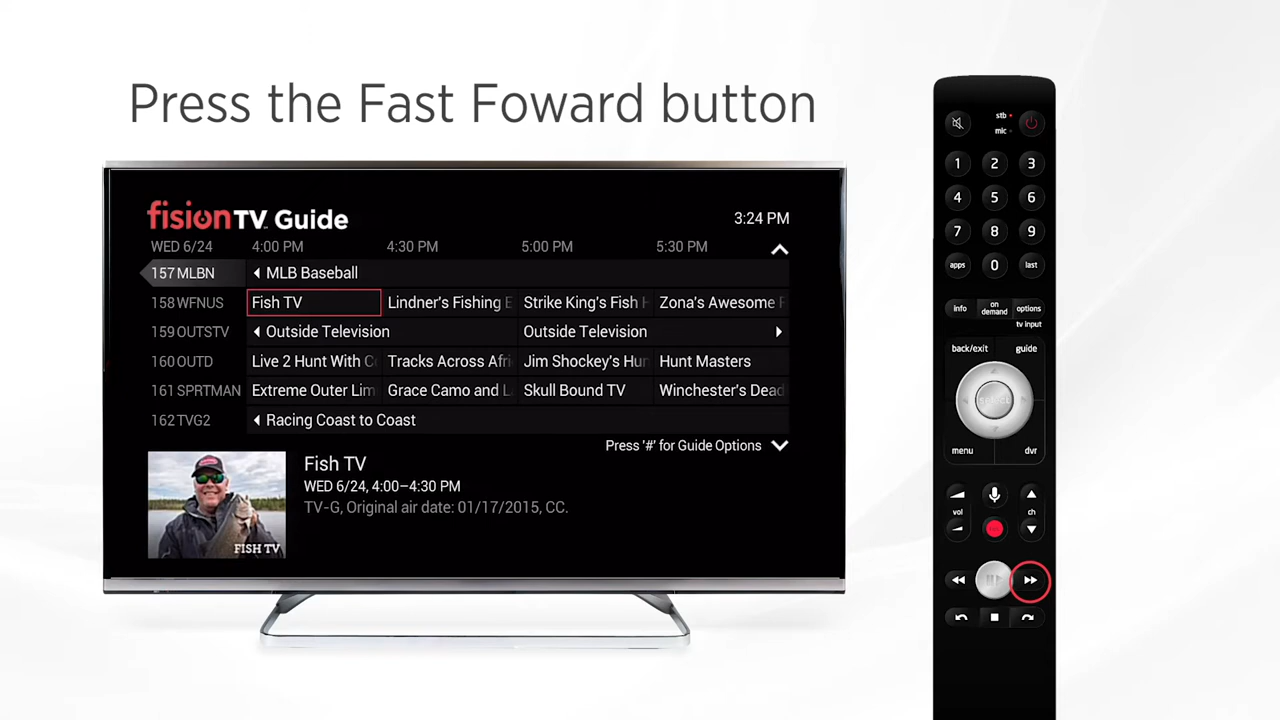 Press the Fast Foward button
fisionTV Guide
3:24 PM
WED 6/24 4:00 PM 4:30 PM 5:00 PM 5:30 PM
157 MLBN MLB Baseball
158 WFNUS Fish TV Lindner's Fishing E Strike King's Fish H Zona's Awesome F
159 OUTSTV Outside Television Outside Television
160 OUTD Live 2 Hunt With Co Tracks Across Afri Jim Shockey's Hun Hunt Masters
161 SPRTMAN Extreme Outer Lim Grace Camo and L Skull Bound TV Winchester's Dead
162 TVG2 Racing Coast to Coast
Press '#' for Guide Options
Fish TV
WED 6/24, 4:00–4:30 PM
TV-G, Original air date: 01/17/2015, CC.
FISH TV
stb
mic
1 2 3
4 5 6
7 8 9
apps 0 last
info on demand options
tv input
back/exit guide
select
menu dvr
vol ch